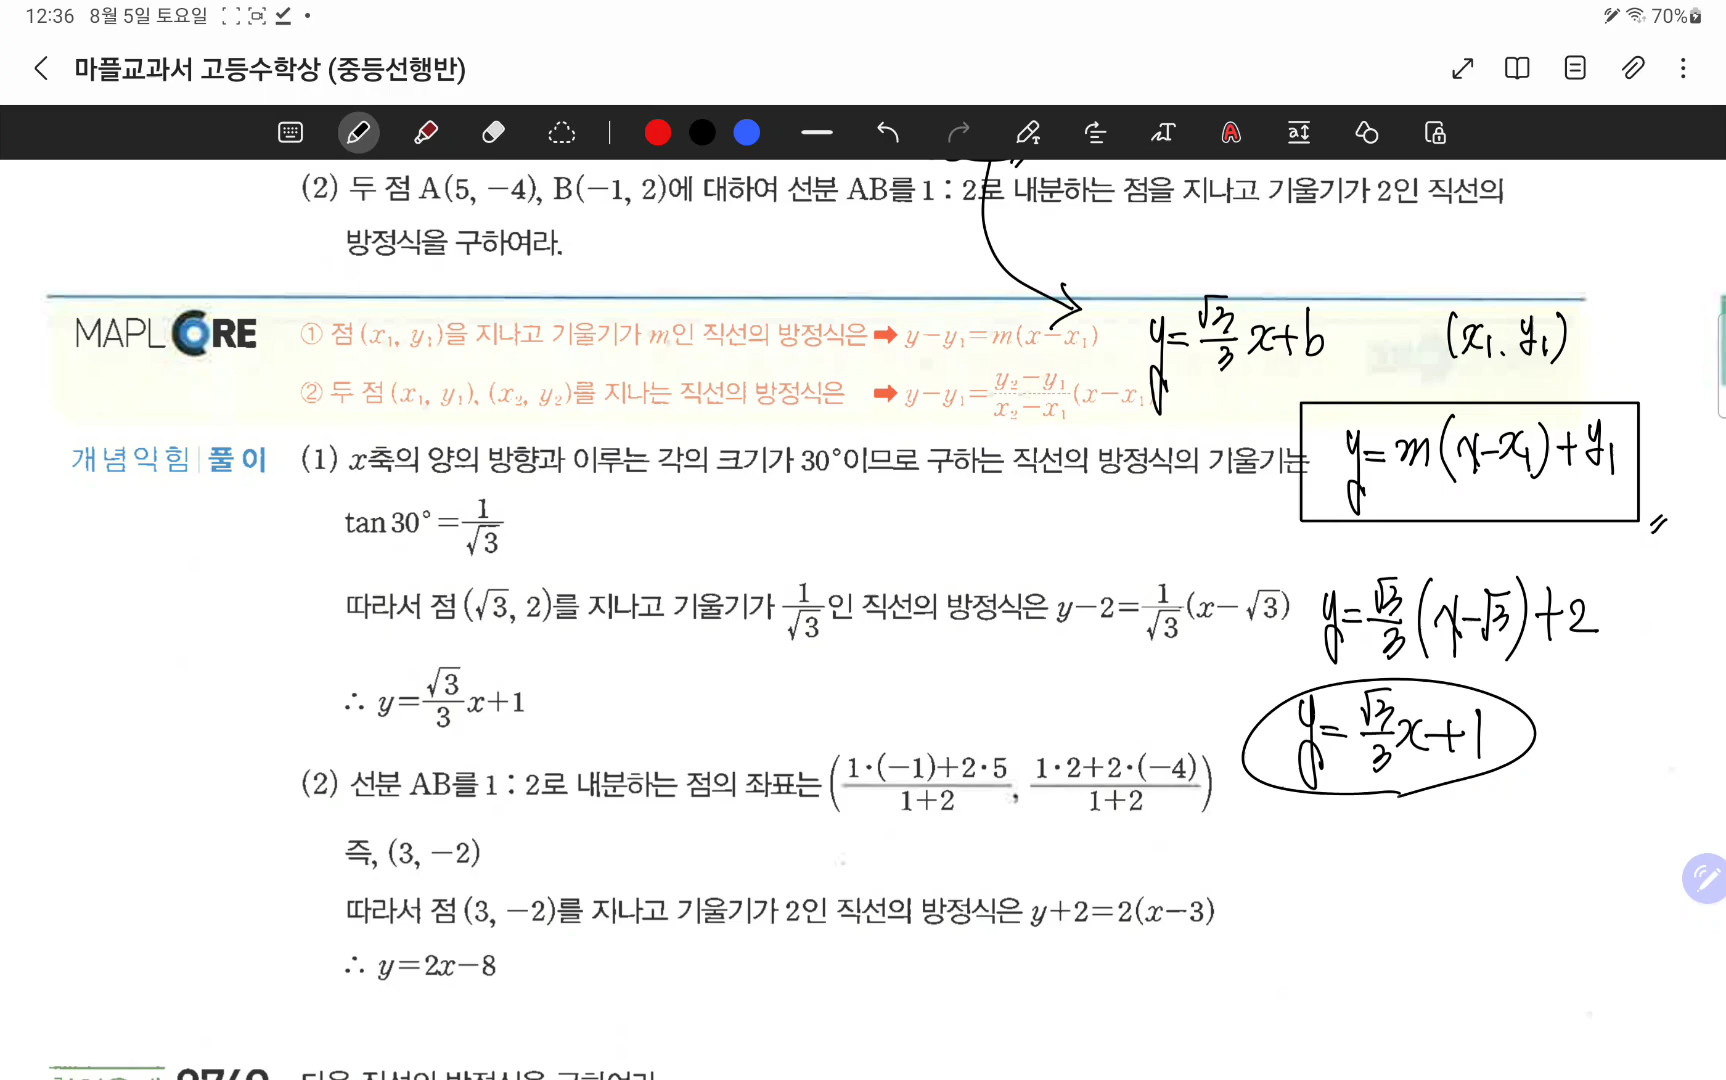 12:36 8월 5일 토요일 70%
마플교과서 고등수학상 (중등선행반)
(2) 두 점 A(5, −4), B(−1, 2)에 대하여 선분 AB를 1 : 2로 내분하는 점을 지나고 기울기가 2인 직선의
방정식을 구하여라.
MAPL CORE
① 점 (x₁, y₁)을 지나고 기울기가 m인 직선의 방정식은 ➡ y−y₁=m(x−x₁)
② 두 점 (x₁, y₁), (x₂, y₂)를 지나는 직선의 방정식은 ➡ y−y₁=(y₂−y₁)/(x₂−x₁)(x−x₁
y=√3/3 x+b (x₁, y₁)
y=m(x−x₁)+y₁
개념익힘 | 풀이 (1) x축의 양의 방향과 이루는 각의 크기가 30°이므로 구하는 직선의 방정식의 기울기는
tan 30°=1/√3
따라서 점 (√3, 2)를 지나고 기울기가 1/√3인 직선의 방정식은 y−2=1/√3(x−√3)
y=√3/3(x−√3)+2
∴ y=√3/3x+1
y=√3/3x+1
(2) 선분 AB를 1 : 2로 내분하는 점의 좌표는 ((1·(−1)+2·5)/(1+2), (1·2+2·(−4))/(1+2))
즉, (3, −2)
따라서 점 (3, −2)를 지나고 기울기가 2인 직선의 방정식은 y+2=2(x−3)
∴ y=2x−8
다음 직선의 방정식을 구하여라